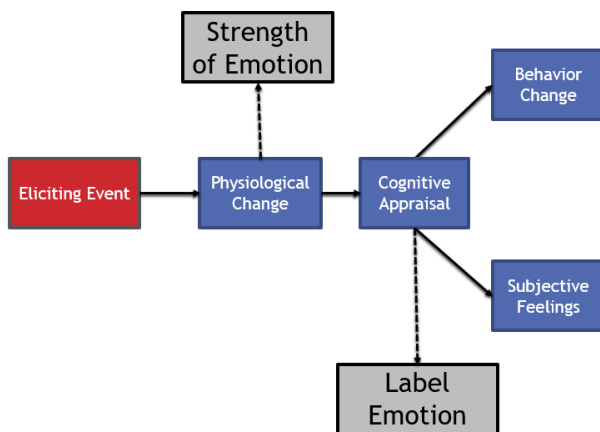 Strength
of Emotion
Behavior
Change
Eliciting Event
Physiological
Change
Cognitive
Appraisal
Subjective
Feelings
Label
Emotion